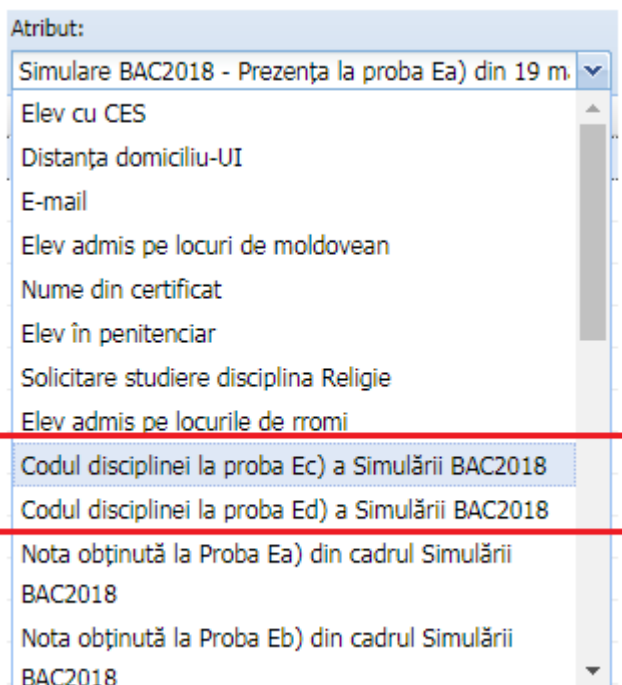 Atribut:
Simulare BAC2018 - Prezența la proba Ea) din 19 m
Elev cu CES
Distanța domiciliu-UI
E-mail
Elev admis pe locuri de moldovean
Nume din certificat
Elev în penitenciar
Solicitare studiere disciplina Religie
Elev admis pe locurile de rromi
Codul disciplinei la proba Ec) a Simulării BAC2018
Codul disciplinei la proba Ed) a Simulării BAC2018
Nota obținută la Proba Ea) din cadrul Simulării
BAC2018
Nota obținută la Proba Eb) din cadrul Simulării
BAC2018